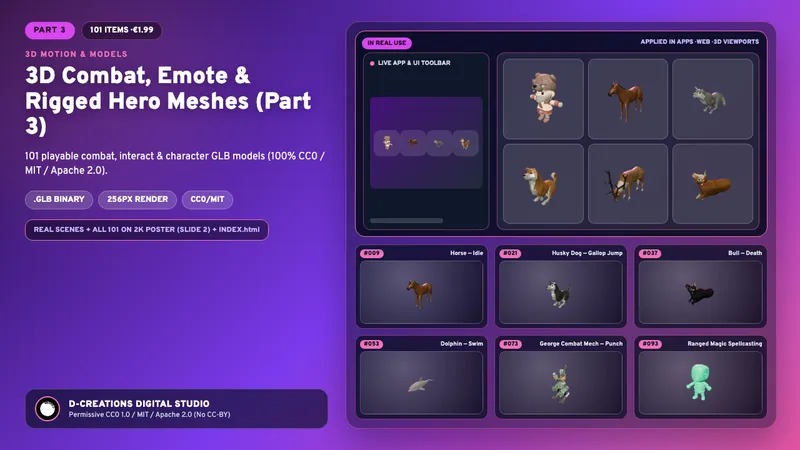 PART 3
101 ITEMS · €1.99
3D MOTION & MODELS
3D Combat, Emote &
Rigged Hero Meshes (Part
3)
101 playable combat, interact & character GLB models (100% CC0 /
MIT / Apache 2.0).
.GLB BINARY
256PX RENDER
CC0/MIT
REAL SCENES + ALL 101 ON 2K POSTER (SLIDE 2) + INDEX.html
D-CREATIONS DIGITAL STUDIO
Permissive CC0 1.0 / MIT / Apache 2.0 (No CC-BY)
IN REAL USE
APPLIED IN APPS · WEB · 3D VIEWPORTS
LIVE APP & UI TOOLBAR
#009
Horse — Idle
#021
Husky Dog — Gallop Jump
#037
Bull — Death
#053
Dolphin — Swim
#073
George Combat Mech — Punch
#093
Ranged Magic Spellcasting